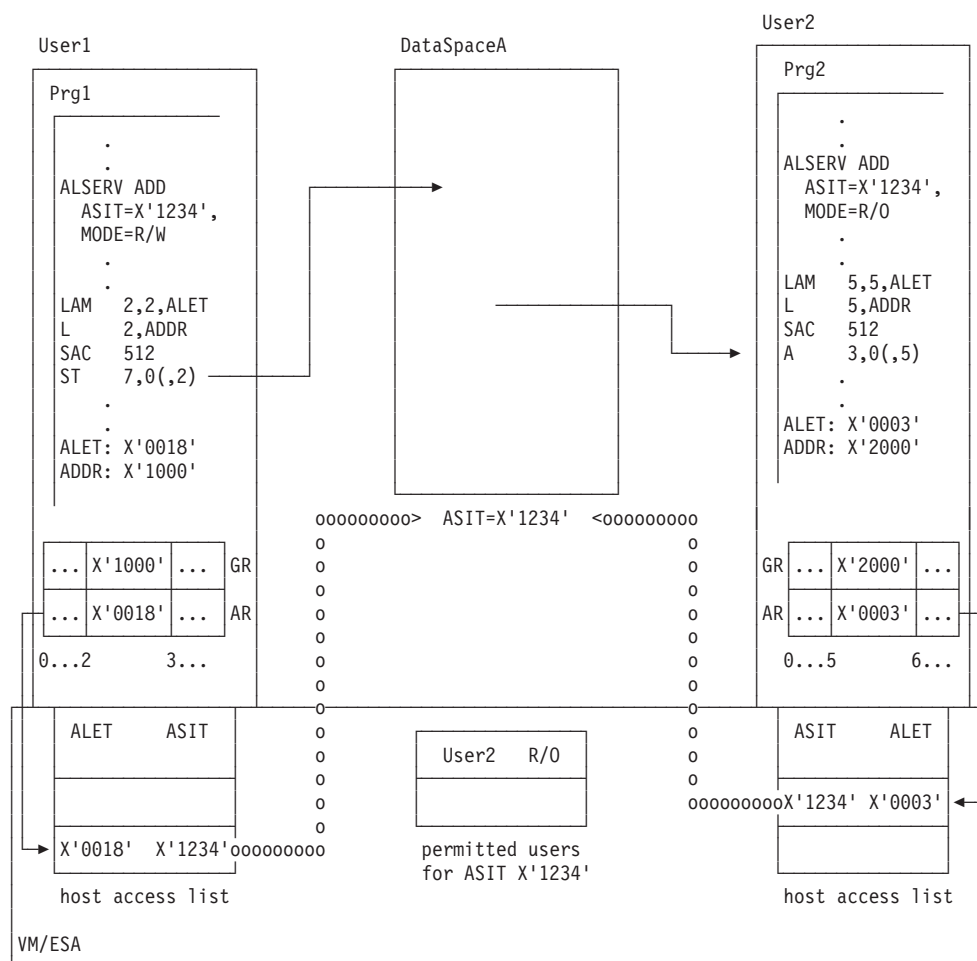 User1
DataSpaceA
User2
Prg1
.
.
ALSERV ADD
ASIT=X'1234',
MODE=R/W
.
.
LAM 2,2,ALET
L 2,ADDR
SAC 512
ST 7,0(,2)
.
.
ALET: X'0018'
ADDR: X'1000'
Prg2
.
.
ALSERV ADD
ASIT=X'1234',
MODE=R/O
.
.
LAM 5,5,ALET
L 5,ADDR
SAC 512
A 3,0(,5)
.
.
ALET: X'0003'
ADDR: X'2000'
ooooooooo> ASIT=X'1234' <ooooooooo
... X'1000' ... GR
... X'0018' ... AR
0...2 3...
GR ... X'2000' ...
AR ... X'0003' ...
0...5 6...
ALET ASIT
X'0018' X'1234'ooooooooo
host access list
User2 R/O
permitted users
for ASIT X'1234'
ASIT ALET
oooooooooX'1234' X'0003'
host access list
VM/ESA